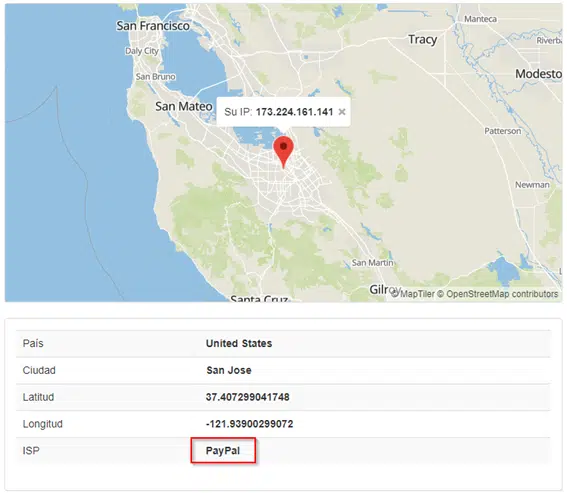 San Francisco
Manteca
Daly City
Tracy
Riverba
San Bruno
Modesto
San Mateo
Su IP: 173.224.161.141 ×
Patterson
Newman
San Martin
Gilroy
Santa Cruz
© MapTiler © OpenStreetMap contributors
País United States
Ciudad San Jose
Latitud 37.407299041748
Longitud -121.93900299072
ISP PayPal